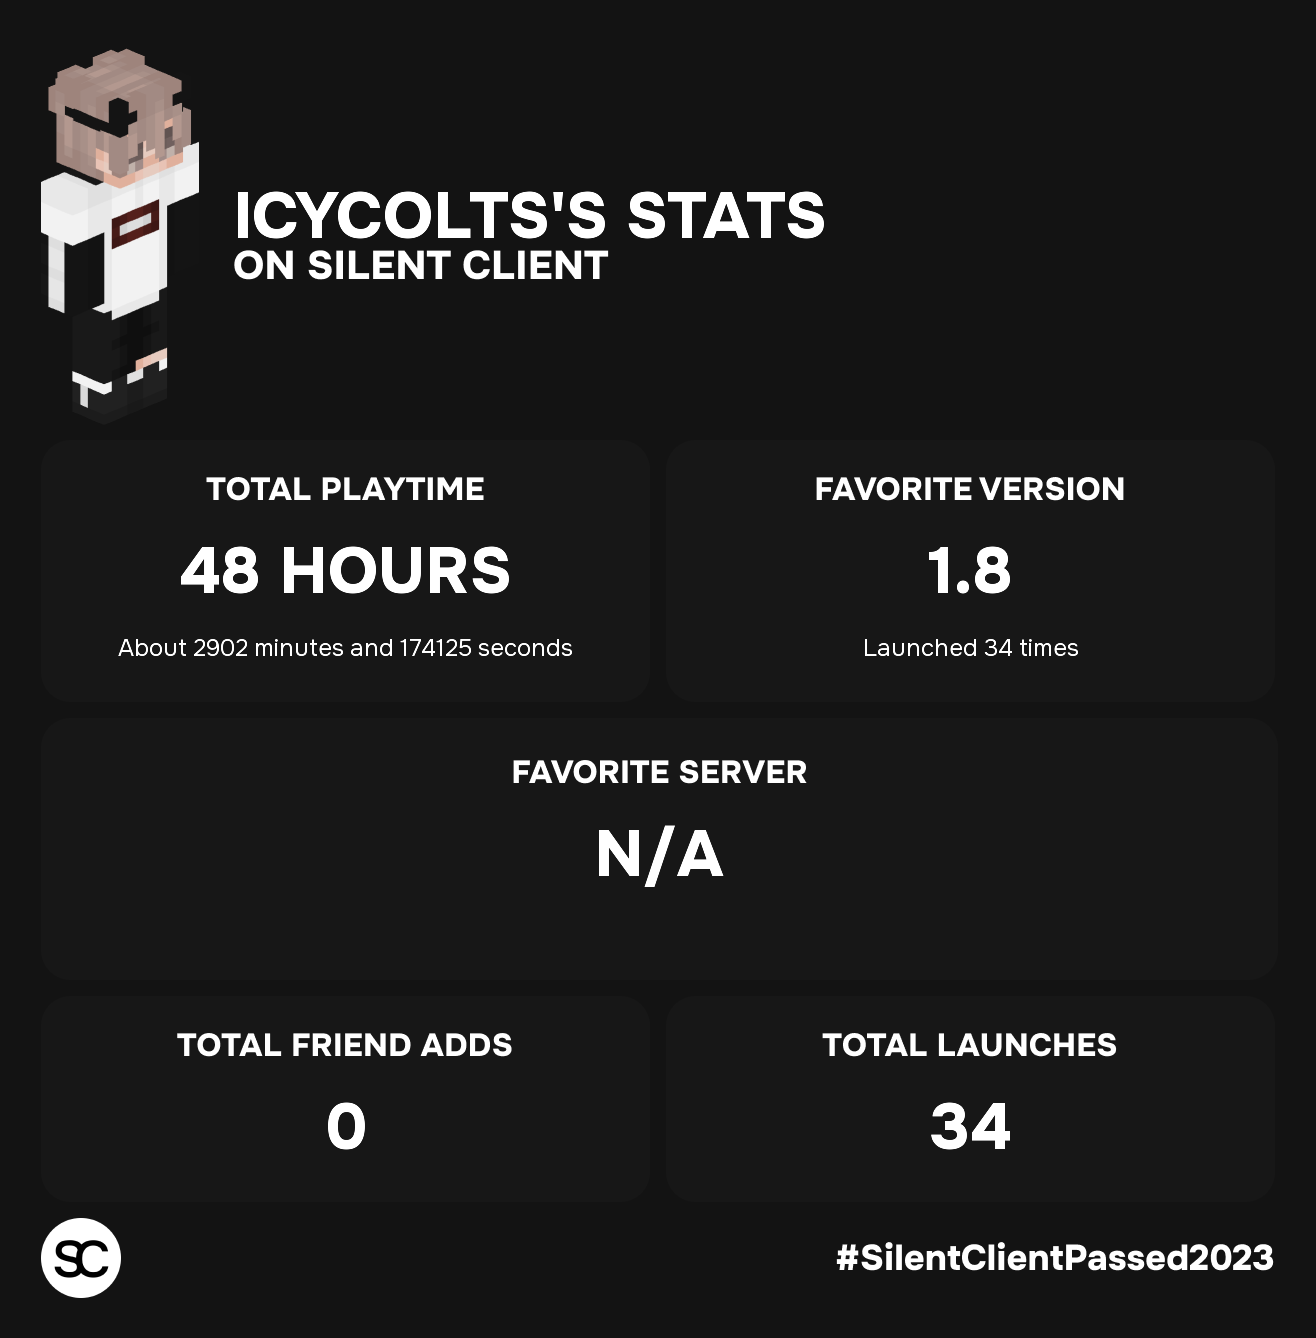 ICYCOLTS'S STATS
ON SILENT CLIENT
TOTAL PLAYTIME
48 HOURS
About 2902 minutes and 174125 seconds
FAVORITE VERSION
1.8
Launched 34 times
FAVORITE SERVER
N/A
TOTAL FRIEND ADDS
0
TOTAL LAUNCHES
34
SC
#SilentClientPassed2023